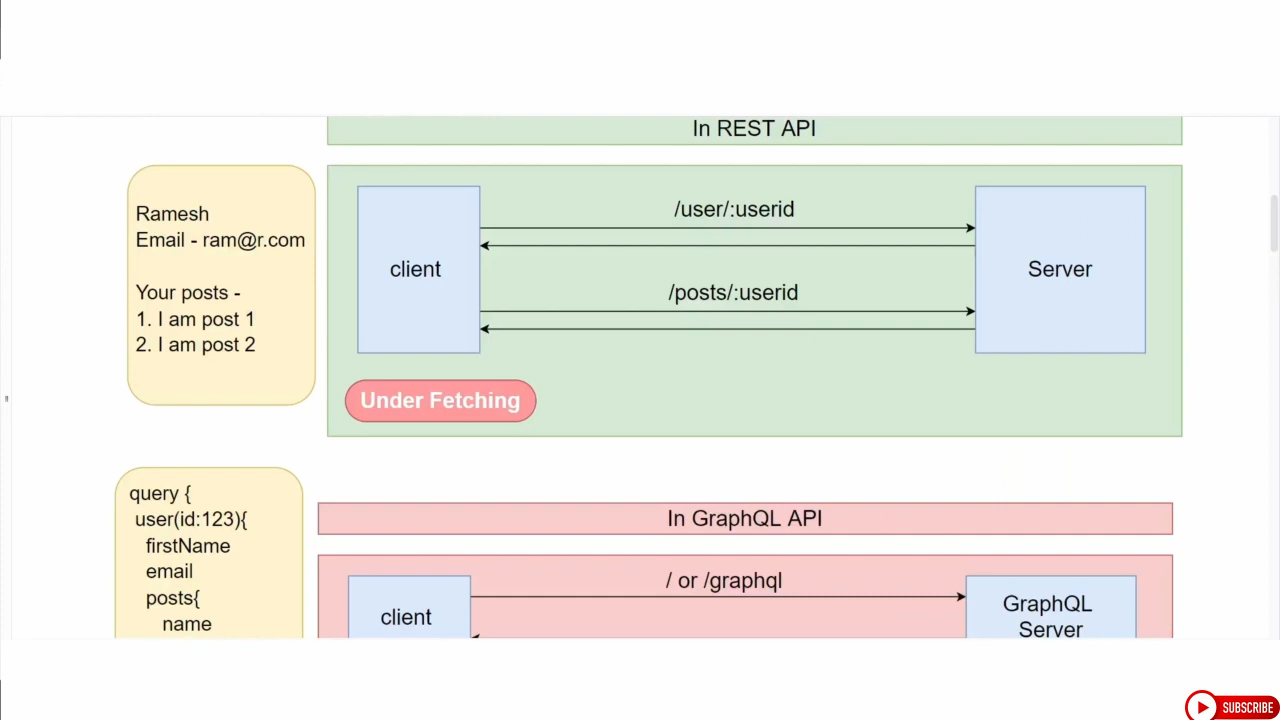 In REST API
Ramesh
Email - ram@r.com
Your posts -
1. I am post 1
2. I am post 2
/user/:userid
client
Server
/posts/:userid
Under Fetching
query {
user(id:123){
firstName
email
posts{
name
In GraphQL API
/ or /graphql
client
GraphQL
Server
SUBSCRIBE